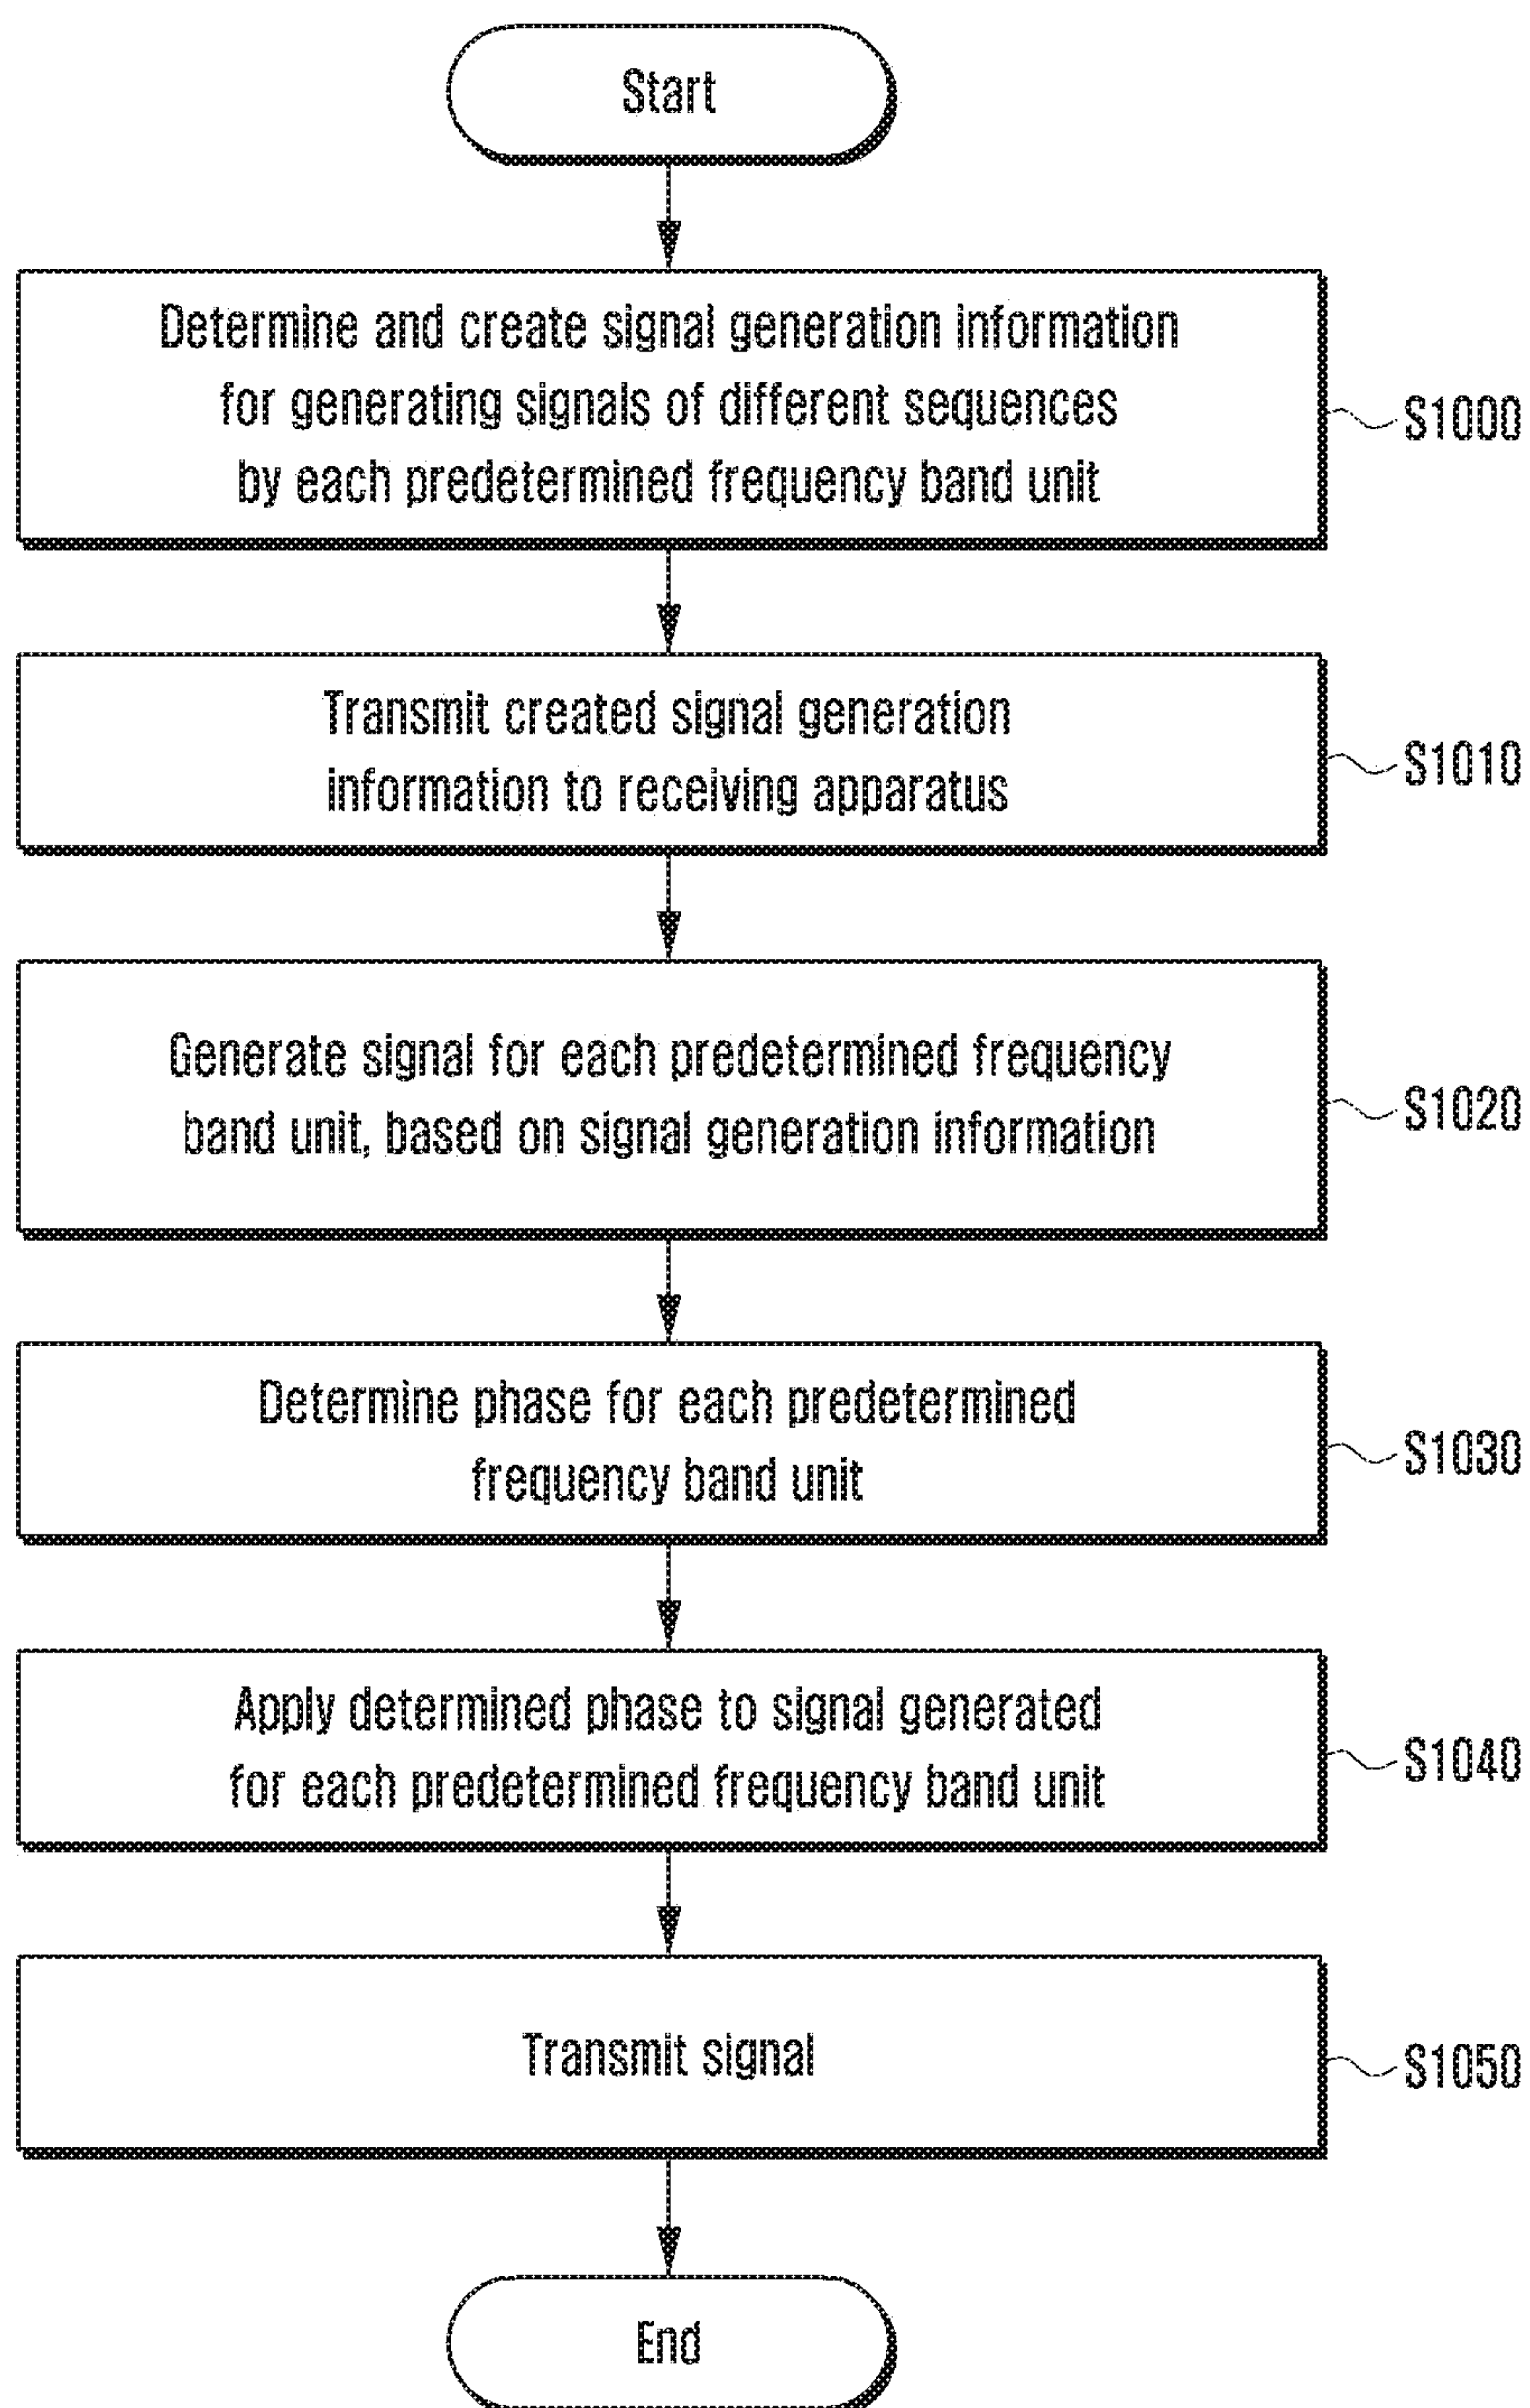 Start
Determine and create signal generation information
for generating signals of different sequences
by each predetermined frequency band unit
S1000
Transmit created signal generation
information to receiving apparatus
S1010
Generate signal for each predetermined frequency
band unit, based on signal generation information
S1020
Determine phase for each predetermined
frequency band unit
S1030
Apply determined phase to signal generated
for each predetermined frequency band unit
S1040
Transmit signal
S1050
End